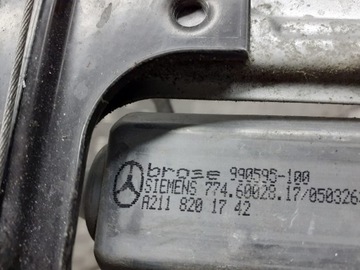 brose 990595-100
SIEMENS 774.60028.17/050326
A211 820 17 42